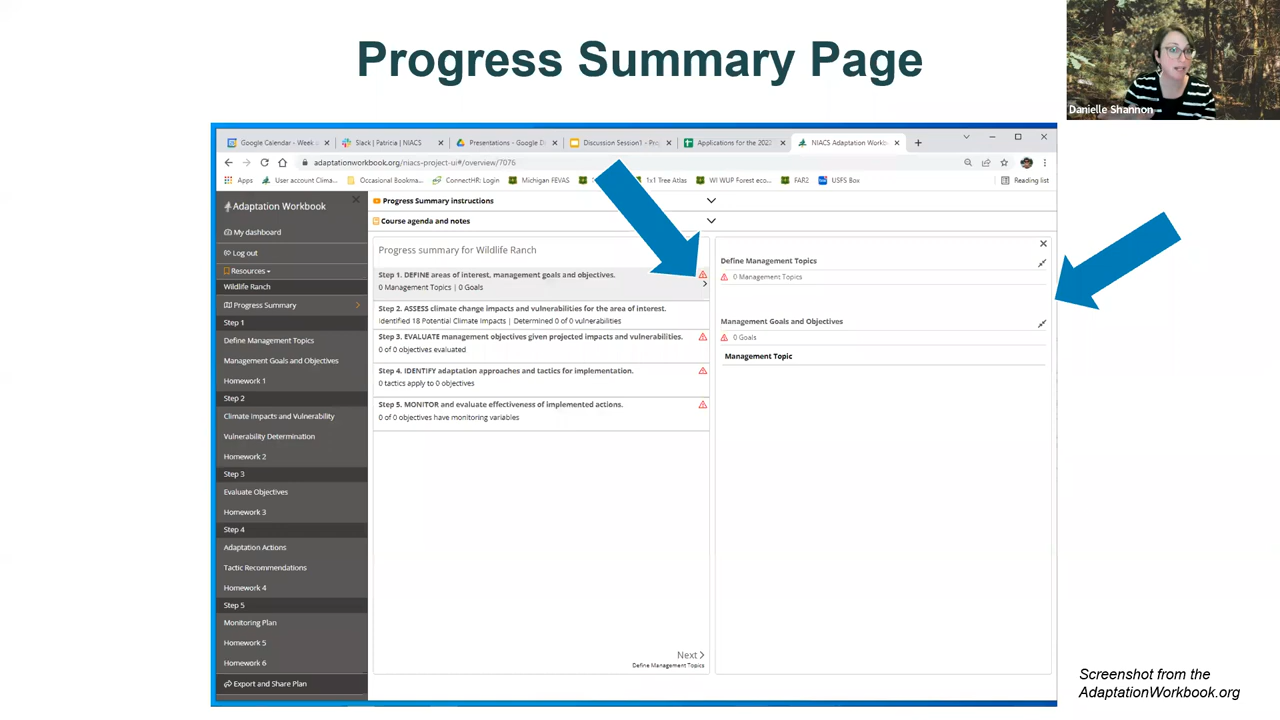 Progress Summary Page
Danielle Shannon
Google Calendar - Week
Slack | Patricia | NIACS
Presentations - Google D
Discussion Session1 - Pro
Applications for the 2023
NIACS Adaptation Workb
adaptationworkbook.org/niacs-project-ui#/overview/7076
Apps
User account Clima...
Occasional Bookma...
ConnectHR: Login
Michigan FEVAS
1x1 Tree Atlas
WI WUP Forest eco...
FAR2
USFS Box
Reading list
Adaptation Workbook
My dashboard
Log out
Resources
Wildlife Ranch
Progress Summary
Step 1
Define Management Topics
Management Goals and Objectives
Homework 1
Step 2
Climate Impacts and Vulnerability
Vulnerability Determination
Homework 2
Step 3
Evaluate Objectives
Homework 3
Step 4
Adaptation Actions
Tactic Recommendations
Homework 4
Step 5
Monitoring Plan
Homework 5
Homework 6
Export and Share Plan
Progress Summary instructions
Course agenda and notes
Progress summary for Wildlife Ranch
Step 1. DEFINE areas of interest, management goals and objectives.
0 Management Topics | 0 Goals
Step 2. ASSESS climate change impacts and vulnerabilities for the area of interest.
Identified 18 Potential Climate Impacts | Determined 0 of 0 vulnerabilities
Step 3. EVALUATE management objectives given projected impacts and vulnerabilities.
0 of 0 objectives evaluated
Step 4. IDENTIFY adaptation approaches and tactics for implementation.
0 tactics apply to 0 objectives
Step 5. MONITOR and evaluate effectiveness of implemented actions.
0 of 0 objectives have monitoring variables
Next
Define Management Topics
Define Management Topics
0 Management Topics
Management Goals and Objectives
0 Goals
Management Topic
Screenshot from the
AdaptationWorkbook.org